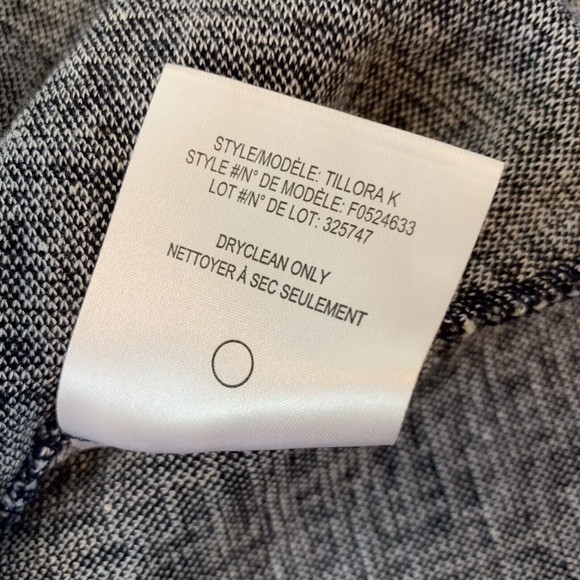 STYLE/MODÈLE: TILLORA K
STYLE #/N° DE MODÈLE: F0524633
LOT #/N° DE LOT: 325747
DRYCLEAN ONLY
NETTOYER À SEC SEULEMENT